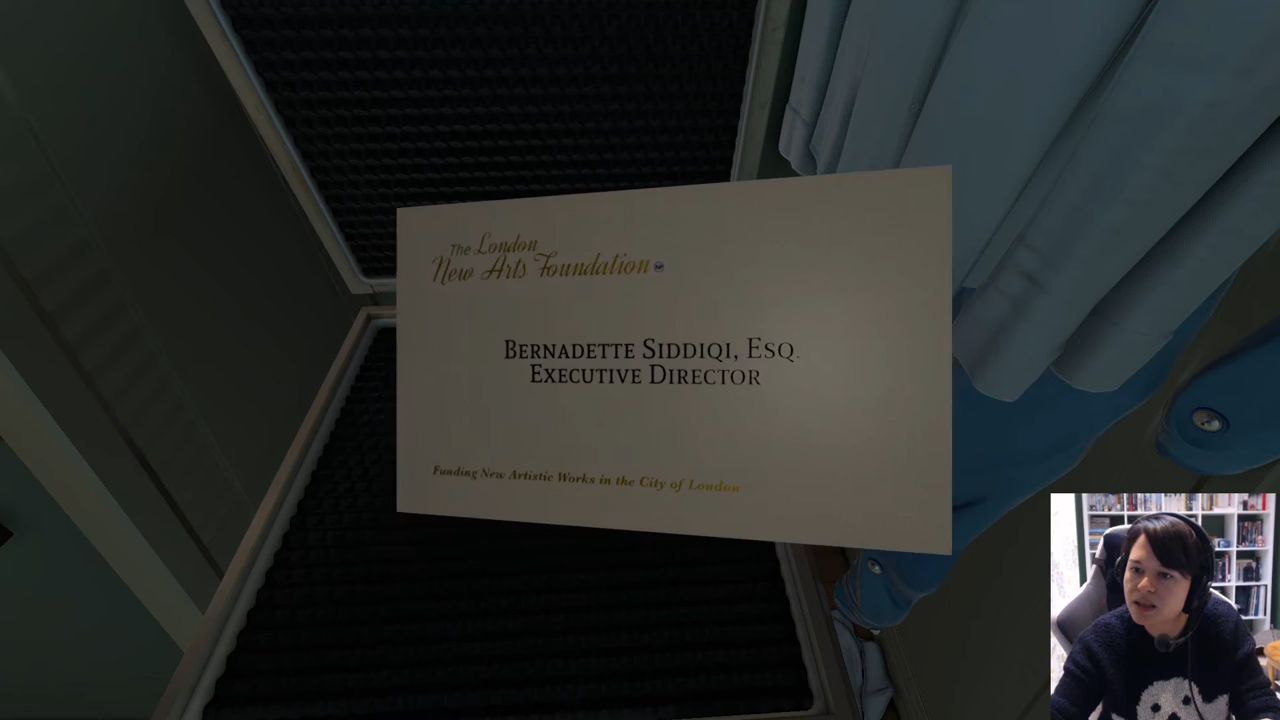 The London
New Arts Foundation
BERNADETTE SIDDIQI, ESQ.
EXECUTIVE DIRECTOR
Funding New Artistic Works in the City of London